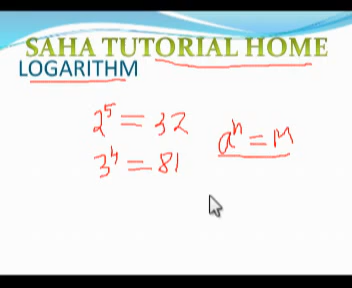 SAHA TUTORIAL HOME
LOGARITHM
2⁵ = 32
aⁿ = M
3⁴ = 81